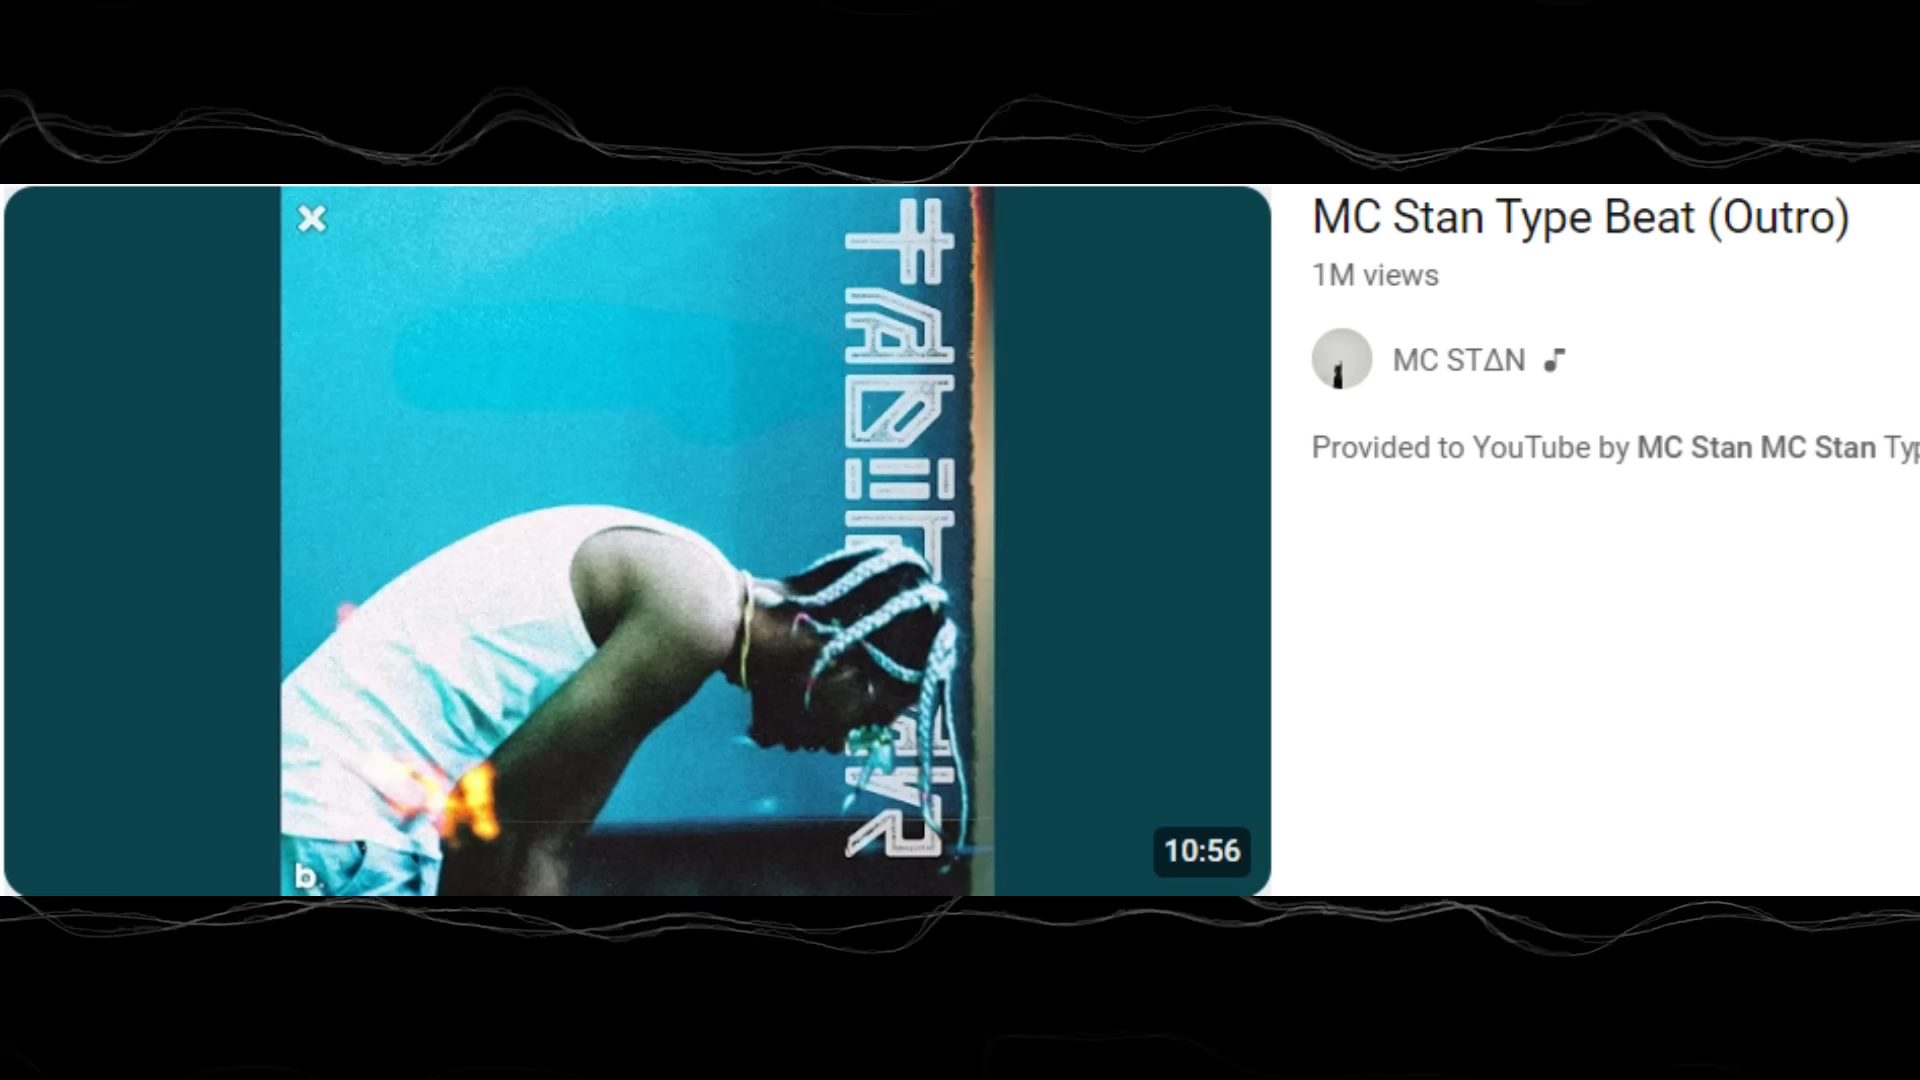 MC Stan Type Beat (Outro)
1M views
MC STΔN
Provided to YouTube by MC Stan MC Stan Typ
b.
10:56